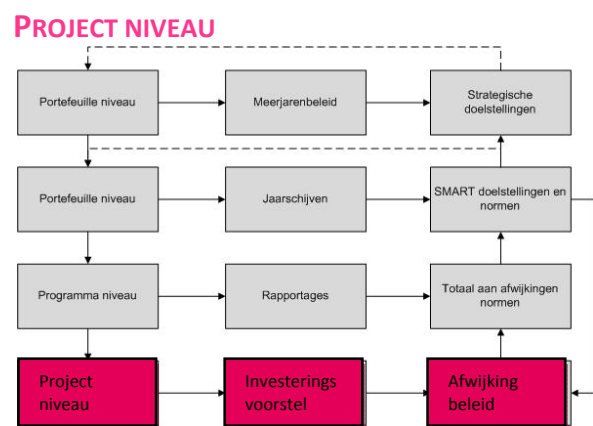 PROJECT NIVEAU
Portefeuille niveau
Meerjarenbeleid
Strategische
doelstellingen
Portefeuille niveau
Jaarschijven
SMART doelstellingen en
normen
Programma niveau
Rapportages
Totaal aan afwijkingen
normen
Project
niveau
Investerings
voorstel
Afwijking
beleid